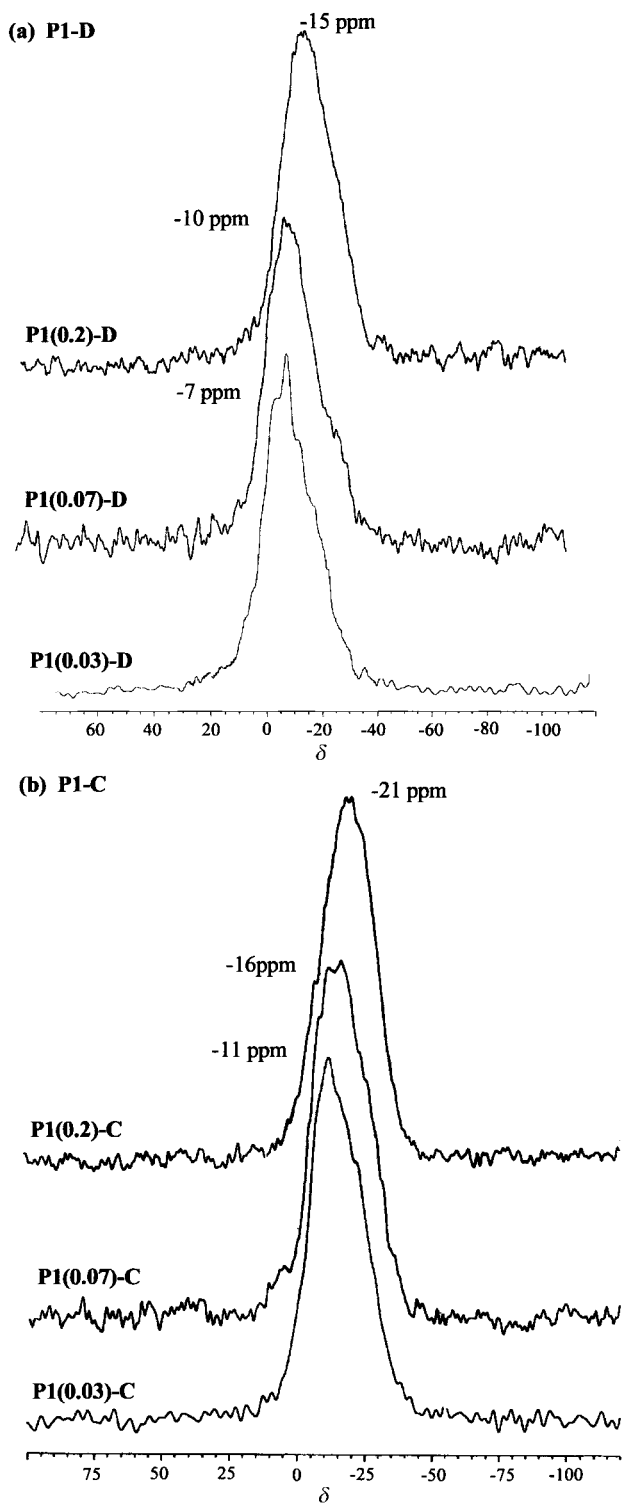 (a) P1-D
-15 ppm
-10 ppm
P1(0.2)-D
-7 ppm
P1(0.07)-D
P1(0.03)-D
60 40 20 0 -20 -40 -60 -80 -100
δ
(b) P1-C
-21 ppm
-16ppm
-11 ppm
P1(0.2)-C
P1(0.07)-C
P1(0.03)-C
75 50 25 0 -25 -50 -75 -100
δ